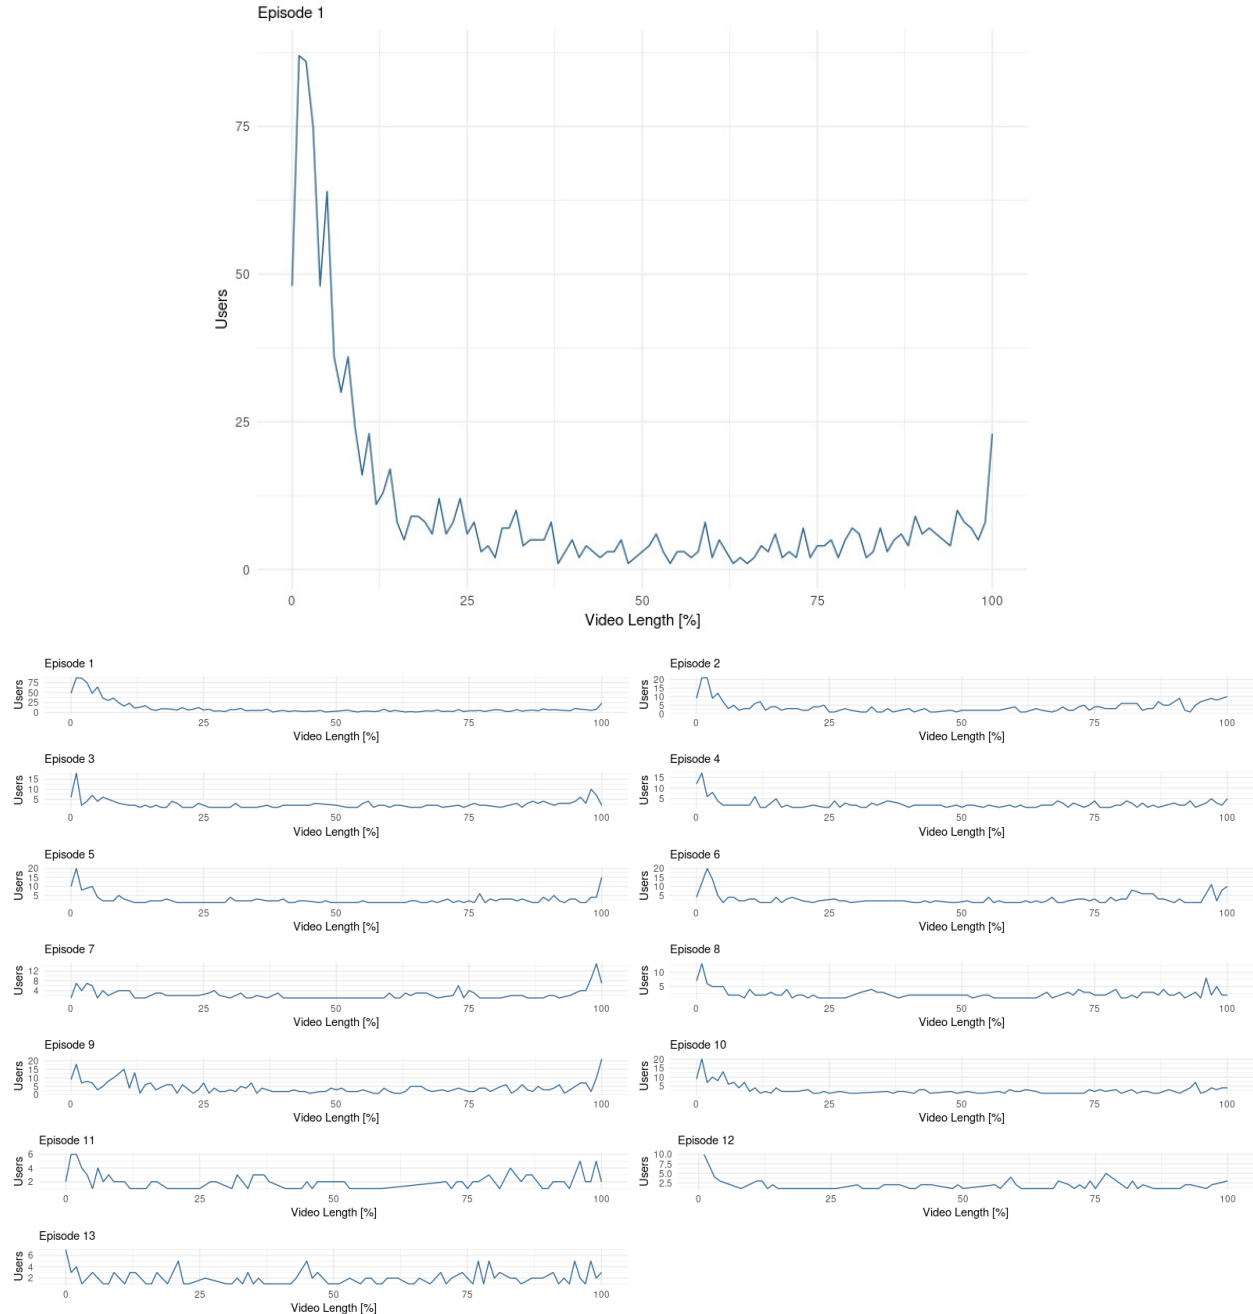 Episode 1
75
50
25
0
Users
0 25 50 75 100
Video Length [%]
Episode 1
75
50
25
0
Users
0 25 50 75 100
Video Length [%]
Episode 2
20
15
10
5
0
Users
0 25 50 75 100
Video Length [%]
Episode 3
15
10
5
Users
0 25 50 75 100
Video Length [%]
Episode 4
15
10
5
Users
0 25 50 75 100
Video Length [%]
Episode 5
20
15
10
5
Users
0 25 50 75 100
Video Length [%]
Episode 6
20
15
10
5
Users
0 25 50 75 100
Video Length [%]
Episode 7
12
8
4
Users
0 25 50 75 100
Video Length [%]
Episode 8
10
5
Users
0 25 50 75 100
Video Length [%]
Episode 9
20
15
10
5
0
Users
0 25 50 75 100
Video Length [%]
Episode 10
20
15
10
5
Users
0 25 50 75 100
Video Length [%]
Episode 11
6
4
2
Users
0 25 50 75 100
Video Length [%]
Episode 12
10.0
7.5
5.0
2.5
Users
0 25 50 75 100
Video Length [%]
Episode 13
6
4
2
Users
0 25 50 75 100
Video Length [%]